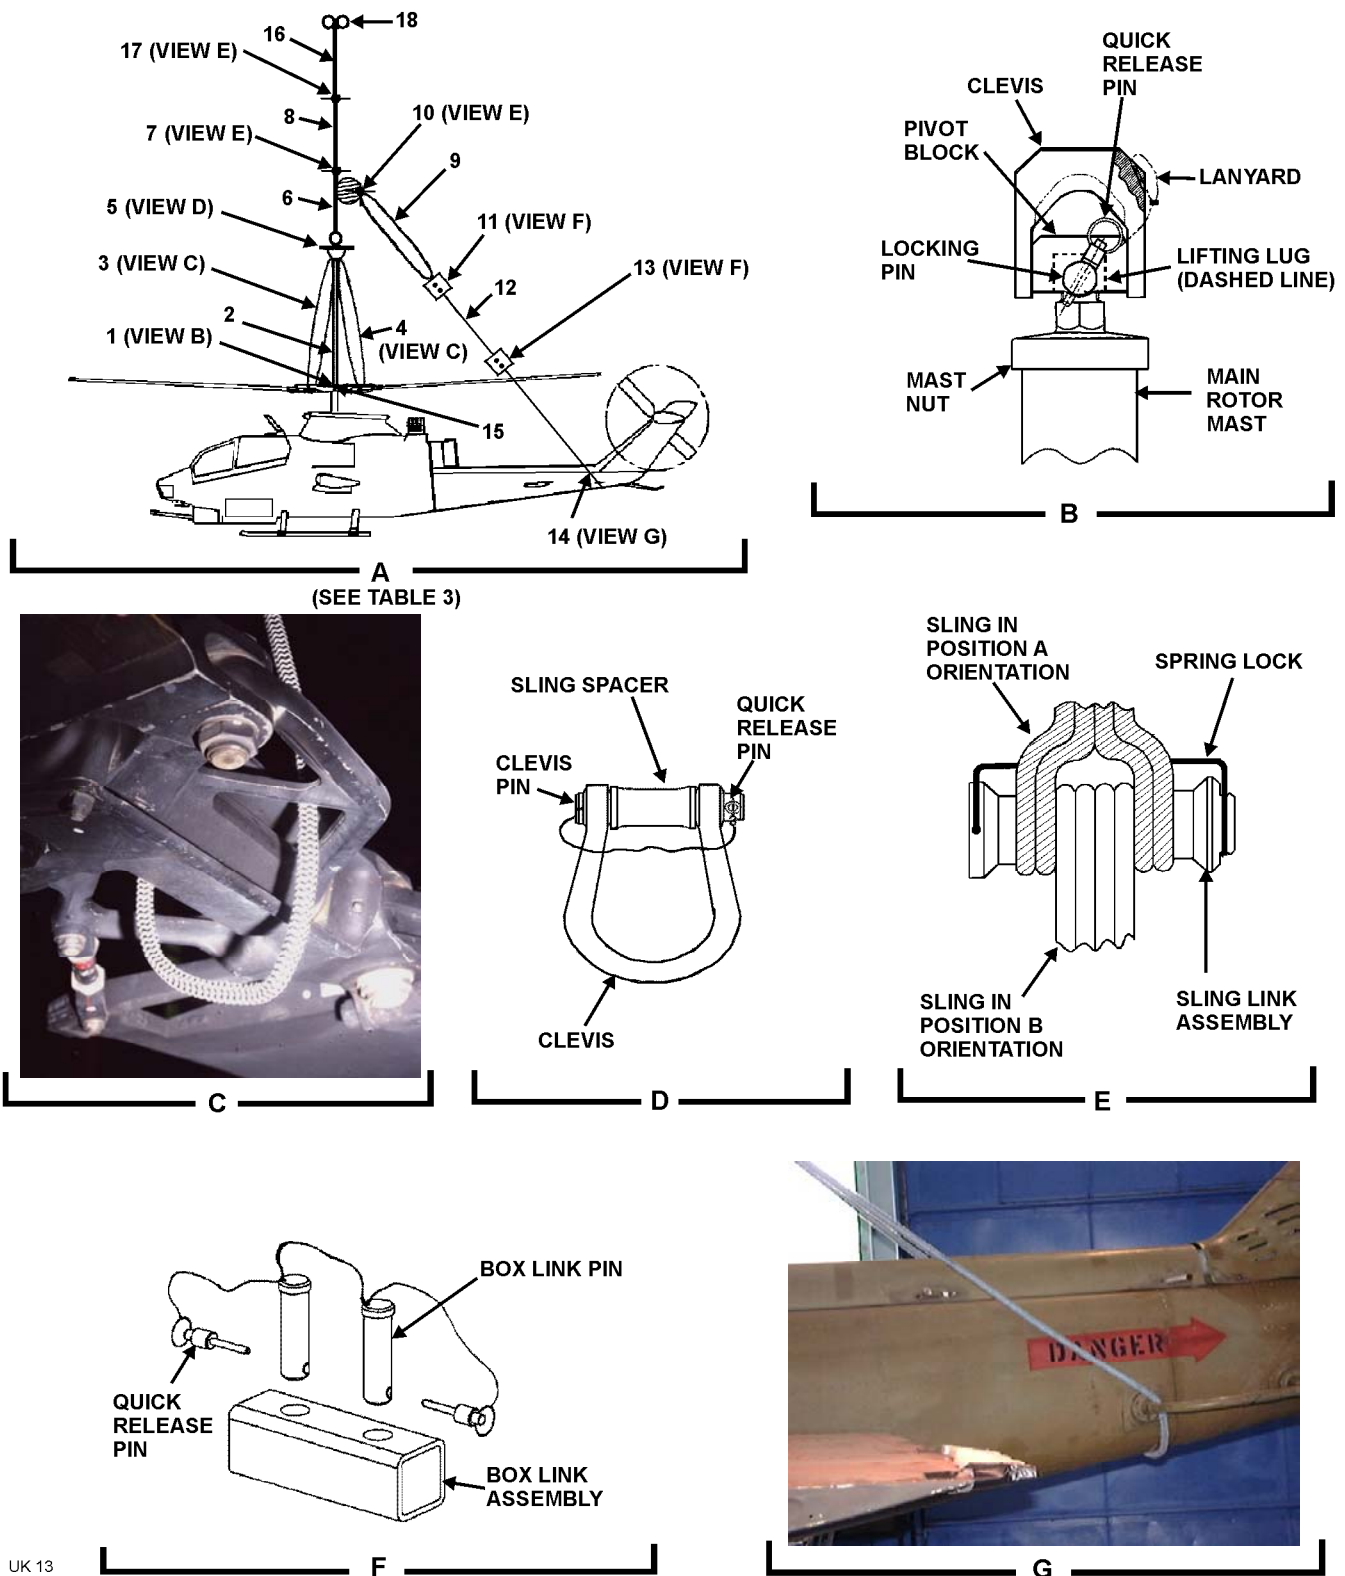 18
16
17 (VIEW E)
8
7 (VIEW E)
10 (VIEW E)
9
6
5 (VIEW D)
11 (VIEW F)
3 (VIEW C)
13 (VIEW F)
12
2
4
(VIEW C)
1 (VIEW B)
15
14 (VIEW G)
A
(SEE TABLE 3)
QUICK
RELEASE
PIN
CLEVIS
PIVOT
BLOCK
LANYARD
LOCKING
PIN
LIFTING LUG
(DASHED LINE)
MAST
NUT
MAIN
ROTOR
MAST
B
C
SLING SPACER
QUICK
RELEASE
PIN
CLEVIS
PIN
CLEVIS
D
SLING IN
POSITION A
ORIENTATION
SPRING LOCK
SLING IN
POSITION B
ORIENTATION
SLING LINK
ASSEMBLY
E
BOX LINK PIN
QUICK
RELEASE
PIN
BOX LINK
ASSEMBLY
F
DANGER
G
UK 13